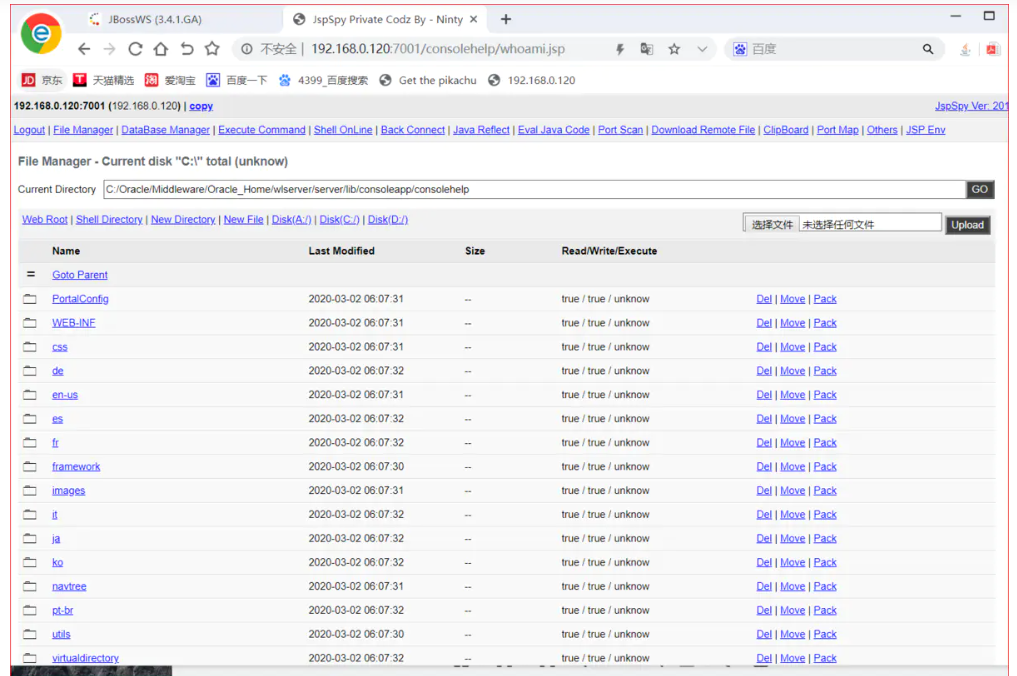 JBossWS (3.4.1.GA) JspSpy Private Codz By - Ninty
不安全 | 192.168.0.120:7001/consolehelp/whoami.jsp 百度
JD 京东 T 天猫精选 淘 爱淘宝 百度一下 4399_百度搜索 Get the pikachu 192.168.0.120
192.168.0.120:7001 (192.168.0.120) | copy JspSpy Ver: 201
Logout | File Manager | DataBase Manager | Execute Command | Shell OnLine | Back Connect | Java Reflect | Eval Java Code | Port Scan | Download Remote File | ClipBoard | Port Map | Others | JSP Env
File Manager - Current disk "C:\" total (unknow)
Current Directory C:/Oracle/Middleware/Oracle_Home/wlserver/server/lib/consoleapp/consolehelp GO
Web Root | Shell Directory | New Directory | New File | Disk(A:/) | Disk(C:/) | Disk(D:/) 选择文件 未选择任何文件 Upload
Name Last Modified Size Read/Write/Execute
= Goto Parent
PortalConfig 2020-03-02 06:07:31 -- true / true / unknow Del | Move | Pack
WEB-INF 2020-03-02 06:07:31 -- true / true / unknow Del | Move | Pack
css 2020-03-02 06:07:31 -- true / true / unknow Del | Move | Pack
de 2020-03-02 06:07:32 -- true / true / unknow Del | Move | Pack
en-us 2020-03-02 06:07:31 -- true / true / unknow Del | Move | Pack
es 2020-03-02 06:07:32 -- true / true / unknow Del | Move | Pack
fr 2020-03-02 06:07:32 -- true / true / unknow Del | Move | Pack
framework 2020-03-02 06:07:30 -- true / true / unknow Del | Move | Pack
images 2020-03-02 06:07:31 -- true / true / unknow Del | Move | Pack
it 2020-03-02 06:07:32 -- true / true / unknow Del | Move | Pack
ja 2020-03-02 06:07:32 -- true / true / unknow Del | Move | Pack
ko 2020-03-02 06:07:32 -- true / true / unknow Del | Move | Pack
navtree 2020-03-02 06:07:31 -- true / true / unknow Del | Move | Pack
pt-br 2020-03-02 06:07:32 -- true / true / unknow Del | Move | Pack
utils 2020-03-02 06:07:30 -- true / true / unknow Del | Move | Pack
virtualdirectory 2020-03-02 06:07:32 -- true / true / unknow Del | Move | Pack